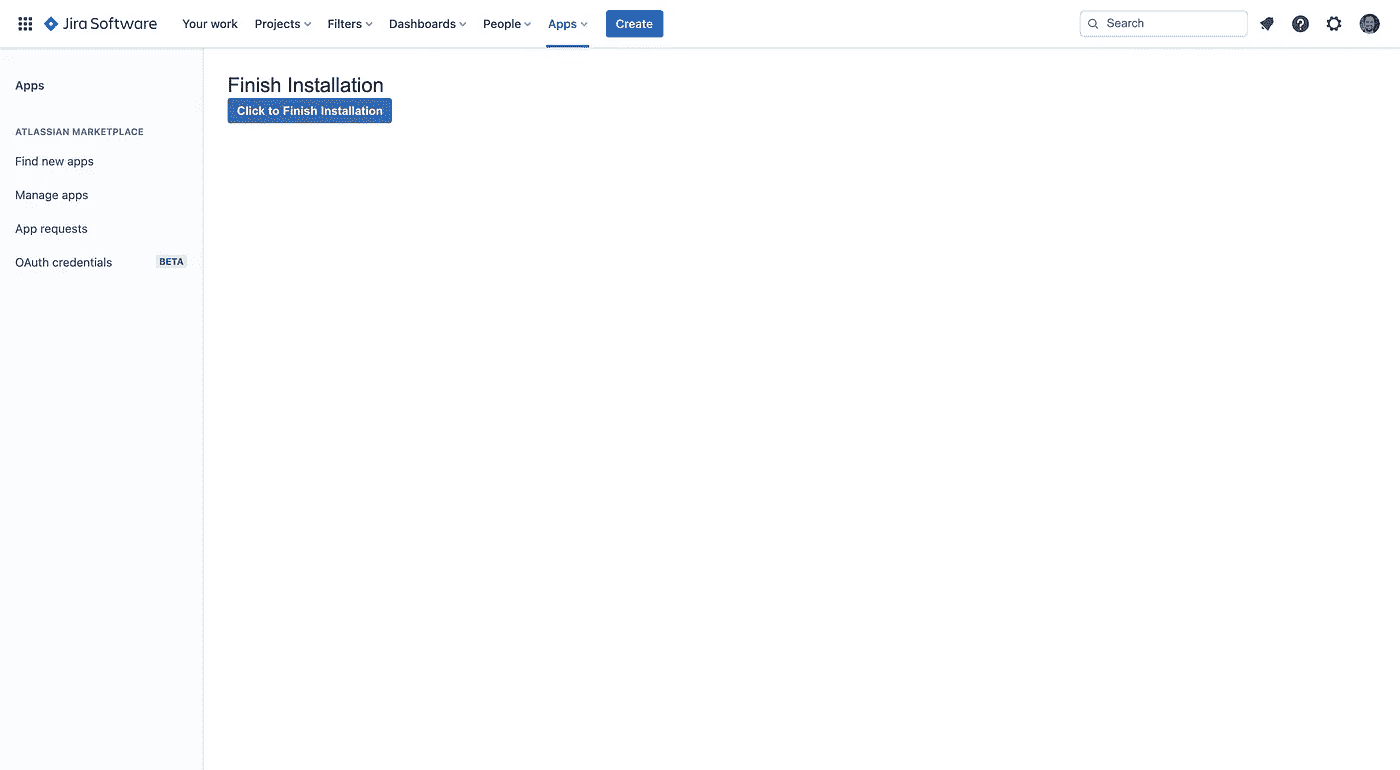 Jira Software Your work Projects Filters Dashboards People Apps Create Search
Apps
ATLASSIAN MARKETPLACE
Find new apps
Manage apps
App requests
OAuth credentials BETA
Finish Installation
Click to Finish Installation